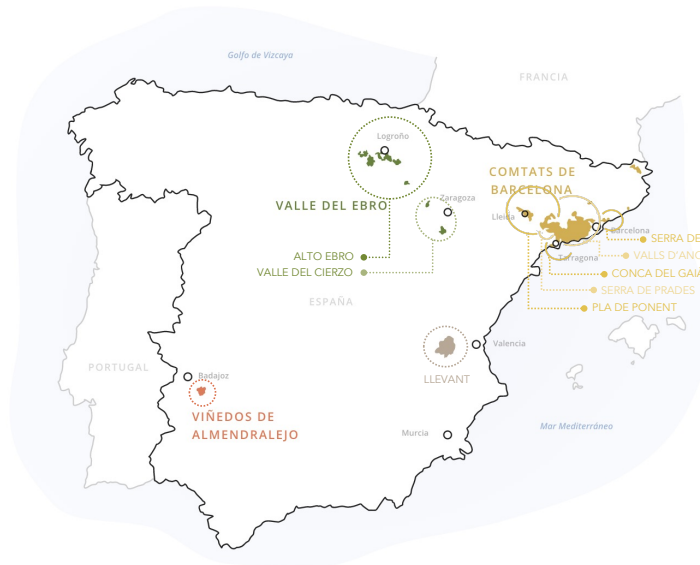 Golfo de Vizcaya
FRANCIA
Logroño
COMTATS DE
BARCELONA
VALLE DEL EBRO
Zaragoza
Lleida
Barcelona
SERRA DE
Tarragona
VALLS D'ANO
ALTO EBRO
VALLE DEL CIERZO
CONCA DEL GAIA
SERRA DE PRADES
ESPAÑA
PLA DE PONENT
Valencia
PORTUGAL
Badajoz
LLEVANT
VIÑEDOS DE
ALMENDRALEJO
Mar Mediterráneo
Murcia